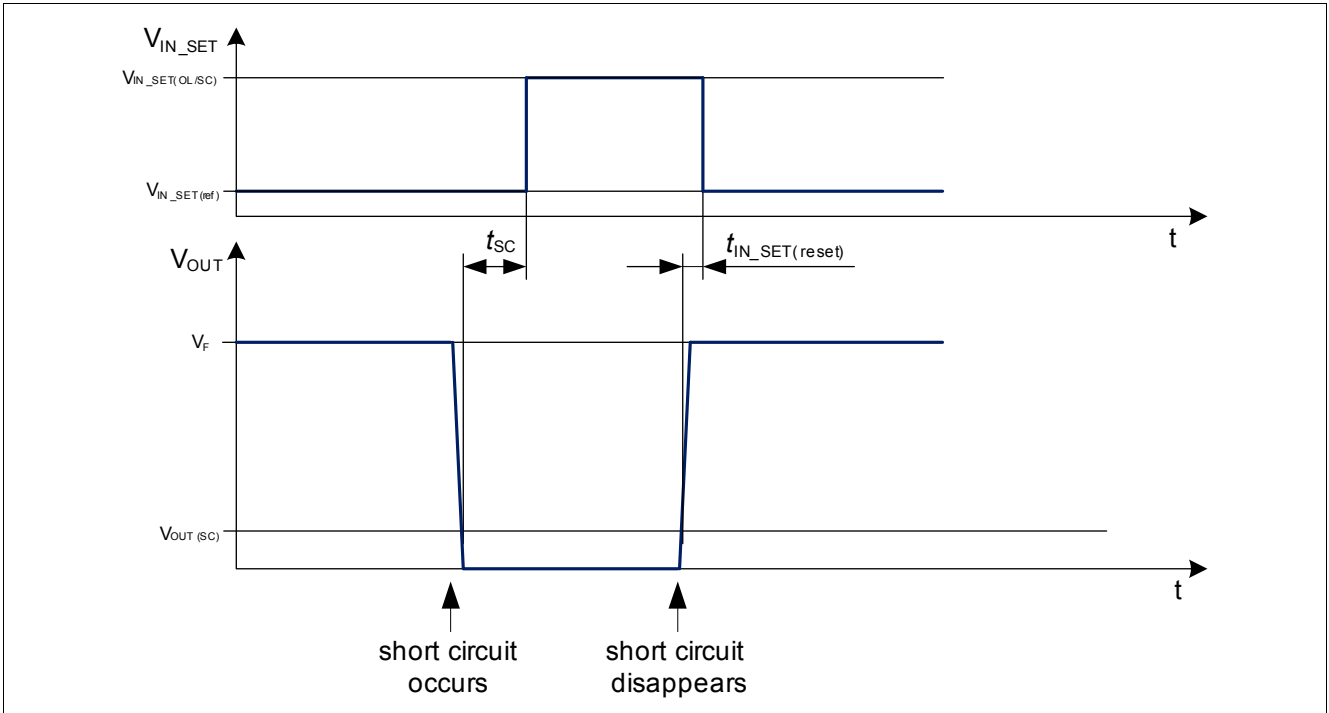 V_IN_SET
V_IN_SET(OL/SC)
V_IN_SET(ref)
t
t_SC
t_IN_SET(reset)
V_OUT
V_F
V_OUT(SC)
t
short circuit
occurs
short circuit
disappears